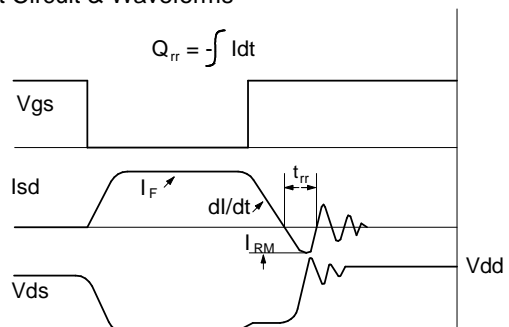 t Circuit & Waveforms
Qrr = -∫ Idt
Vgs
trr
Isd
IF
dI/dt
IRM
Vdd
Vds